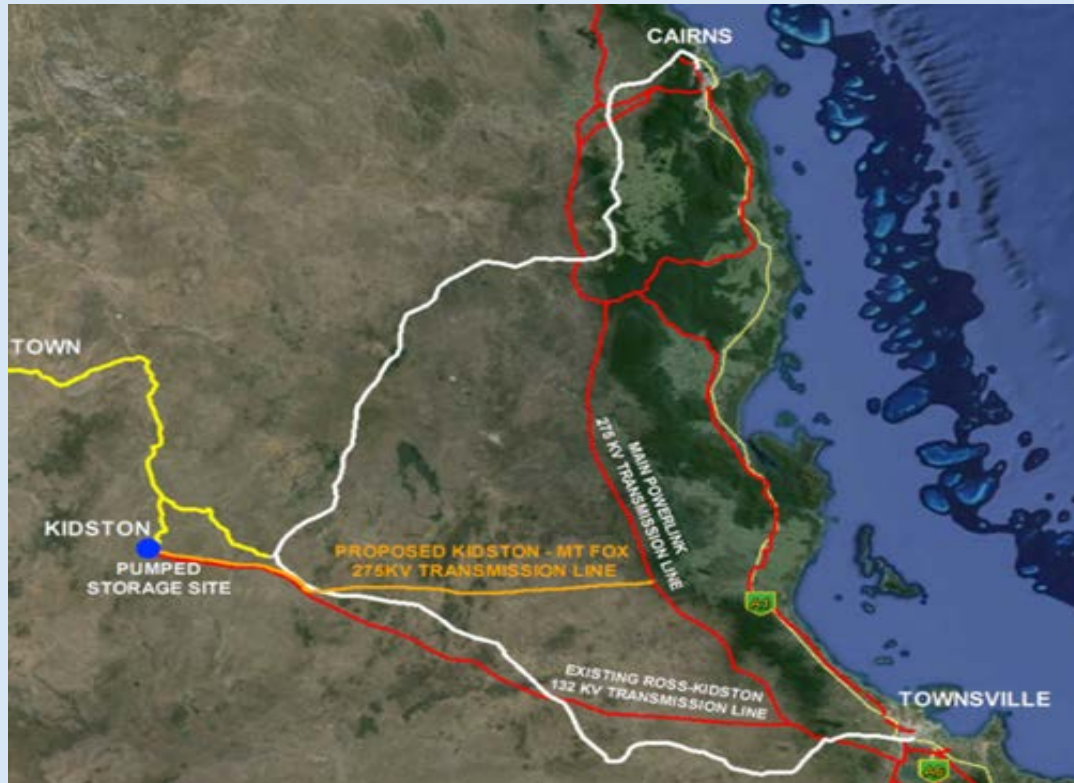 CAIRNS
TOWN
KIDSTON
PUMPED
STORAGE SITE
PROPOSED KIDSTON - MT FOX
275KV TRANSMISSION LINE
MAIN POWERLINK
275 KV TRANSMISSION LINE
A1
EXISTING ROSS-KIDSTON
132 KV TRANSMISSION LINE
TOWNSVILLE